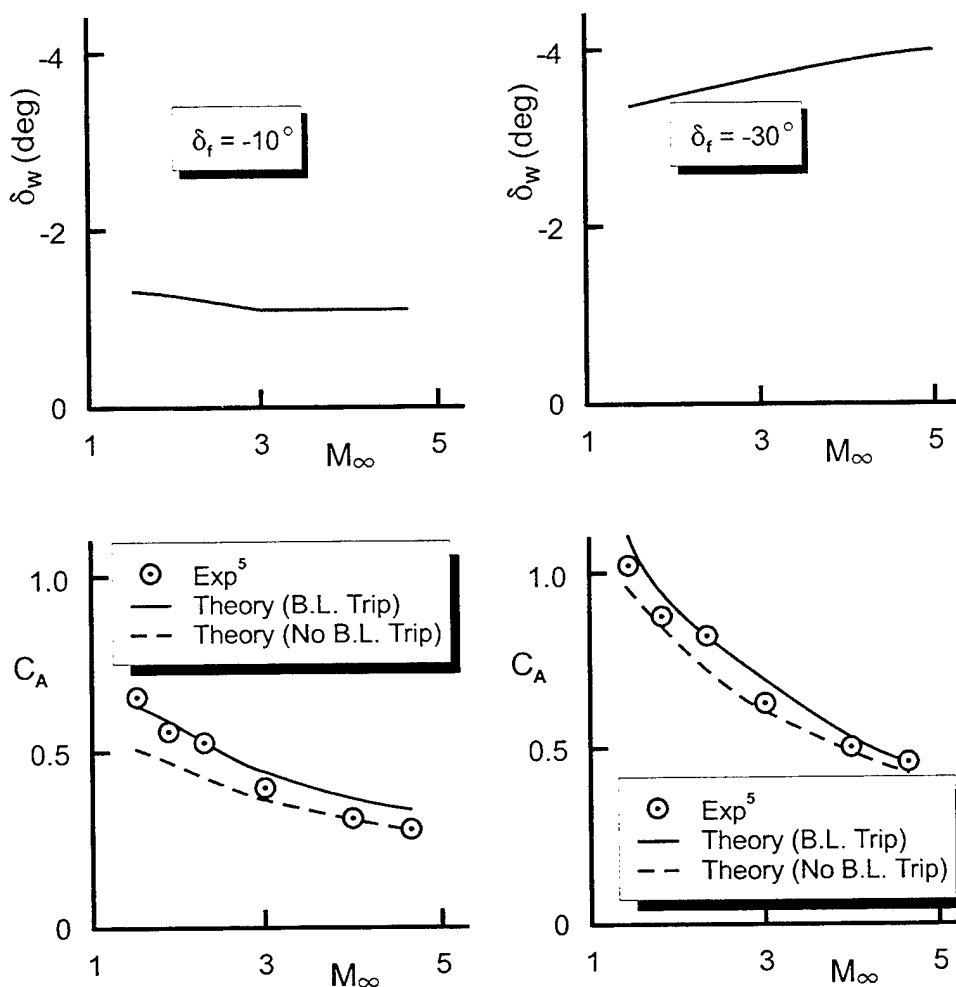 -4
δw (deg)
δf = -10°
-2
0
1 3 5
M∞
-4
δw (deg)
δf = -30°
-2
0
1 3 5
M∞
1.0
Exp⁵
Theory (B.L. Trip)
Theory (No B.L. Trip)
CA
0.5
0
1 3 5
M∞
1.0
CA
0.5
Exp⁵
Theory (B.L. Trip)
Theory (No B.L. Trip)
0
1 3 5
M∞